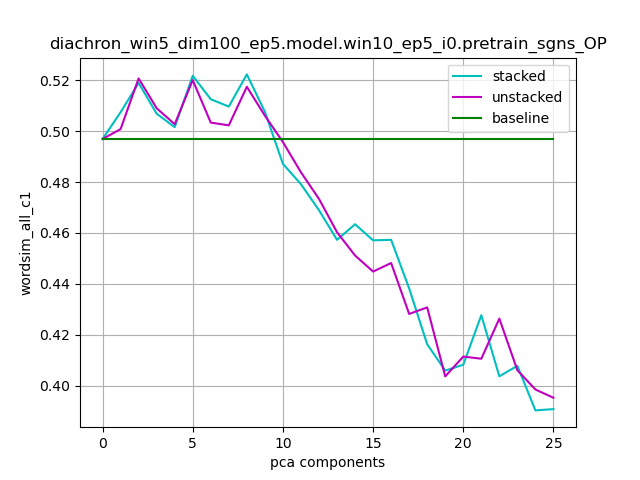 diachron_win5_dim100_ep5.model.win10_ep5_i0.pretrain_sgns_OP
stacked
unstacked
baseline
wordsim_all_c1
0.52
0.50
0.48
0.46
0.44
0.42
0.40
0 5 10 15 20 25
pca components